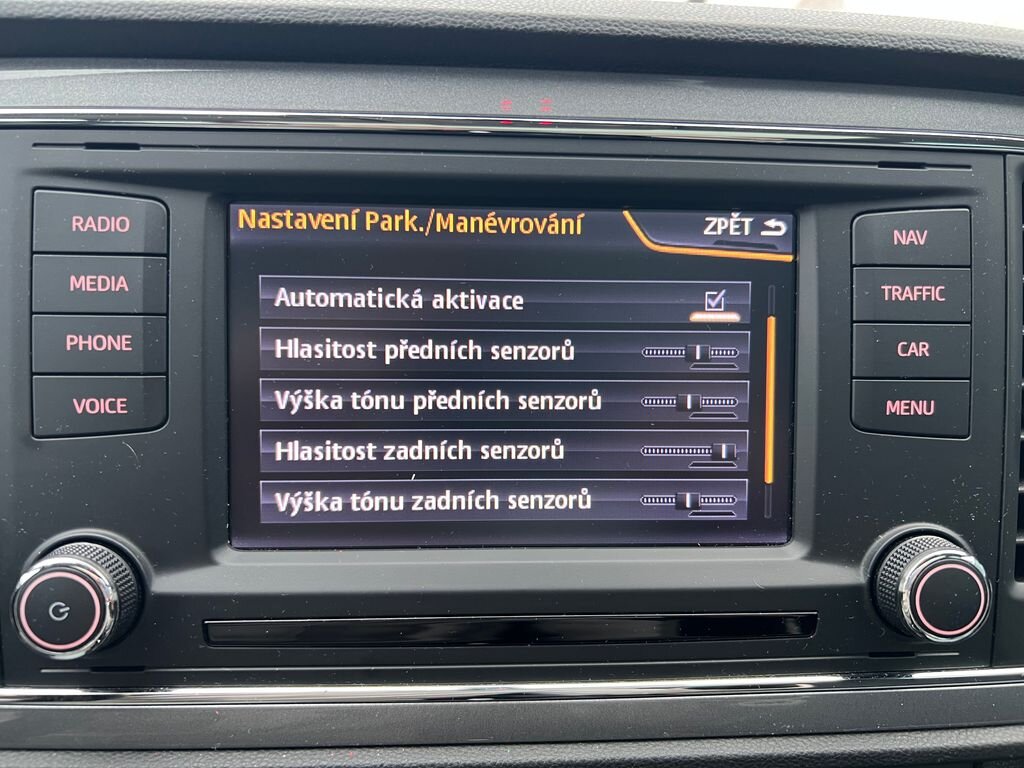 RADIO
MEDIA
PHONE
VOICE
Nastavení Park./Manévrování
ZPĚT
Automatická aktivace
Hlasitost předních senzorů
Výška tónu předních senzorů
Hlasitost zadních senzorů
Výška tónu zadních senzorů
NAV
TRAFFIC
CAR
MENU